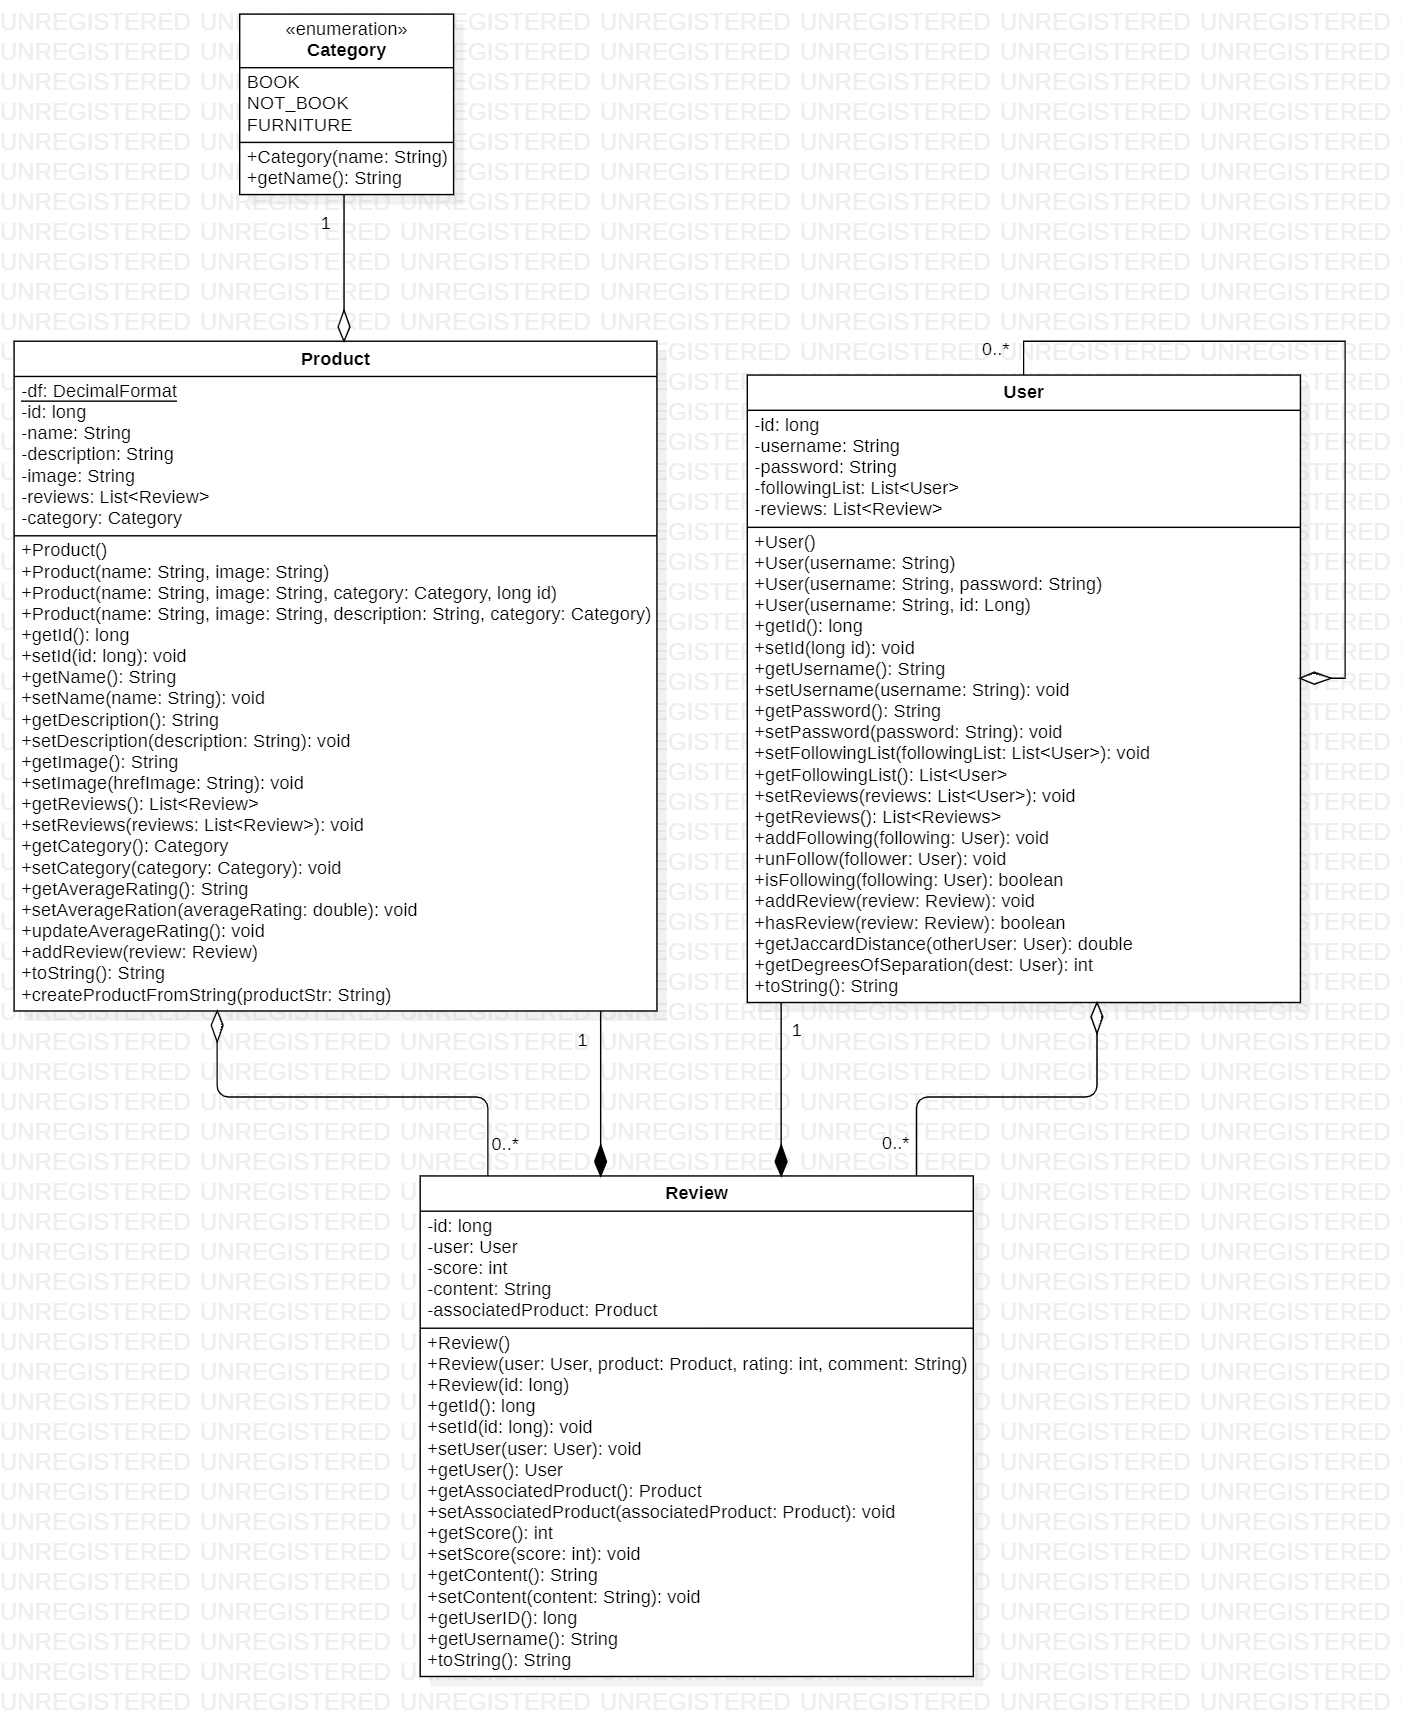 «enumeration»
Category
BOOK
NOT_BOOK
FURNITURE
+Category(name: String)
+getName(): String
1
Product
-df: DecimalFormat
-id: long
-name: String
-description: String
-image: String
-reviews: List<Review>
-category: Category
+Product()
+Product(name: String, image: String)
+Product(name: String, image: String, category: Category, long id)
+Product(name: String, image: String, description: String, category: Category)
+getId(): long
+setId(id: long): void
+getName(): String
+setName(name: String): void
+getDescription(): String
+setDescription(description: String): void
+getImage(): String
+setImage(hrefImage: String): void
+getReviews(): List<Review>
+setReviews(reviews: List<Review>): void
+getCategory(): Category
+setCategory(category: Category): void
+getAverageRating(): String
+setAverageRation(averageRating: double): void
+updateAverageRating(): void
+addReview(review: Review)
+toString(): String
+createProductFromString(productStr: String)
0..*
User
-id: long
-username: String
-password: String
-followingList: List<User>
-reviews: List<Review>
+User()
+User(username: String)
+User(username: String, password: String)
+User(username: String, id: Long)
+getId(): long
+setId(long id): void
+getUsername(): String
+setUsername(username: String): void
+getPassword(): String
+setPassword(password: String): void
+setFollowingList(followingList: List<User>): void
+getFollowingList(): List<User>
+setReviews(reviews: List<User>): void
+getReviews(): List<Reviews>
+addFollowing(following: User): void
+unFollow(follower: User): void
+isFollowing(following: User): boolean
+addReview(review: Review): void
+hasReview(review: Review): boolean
+getJaccardDistance(otherUser: User): double
+getDegreesOfSeparation(dest: User): int
+toString(): String
1
1
0..*
0..*
Review
-id: long
-user: User
-score: int
-content: String
-associatedProduct: Product
+Review()
+Review(user: User, product: Product, rating: int, comment: String)
+Review(id: long)
+getId(): long
+setId(id: long): void
+setUser(user: User): void
+getUser(): User
+getAssociatedProduct(): Product
+setAssociatedProduct(associatedProduct: Product): void
+getScore(): int
+setScore(score: int): void
+getContent(): String
+setContent(content: String): void
+getUserID(): long
+getUsername(): String
+toString(): String
UNREGISTERED